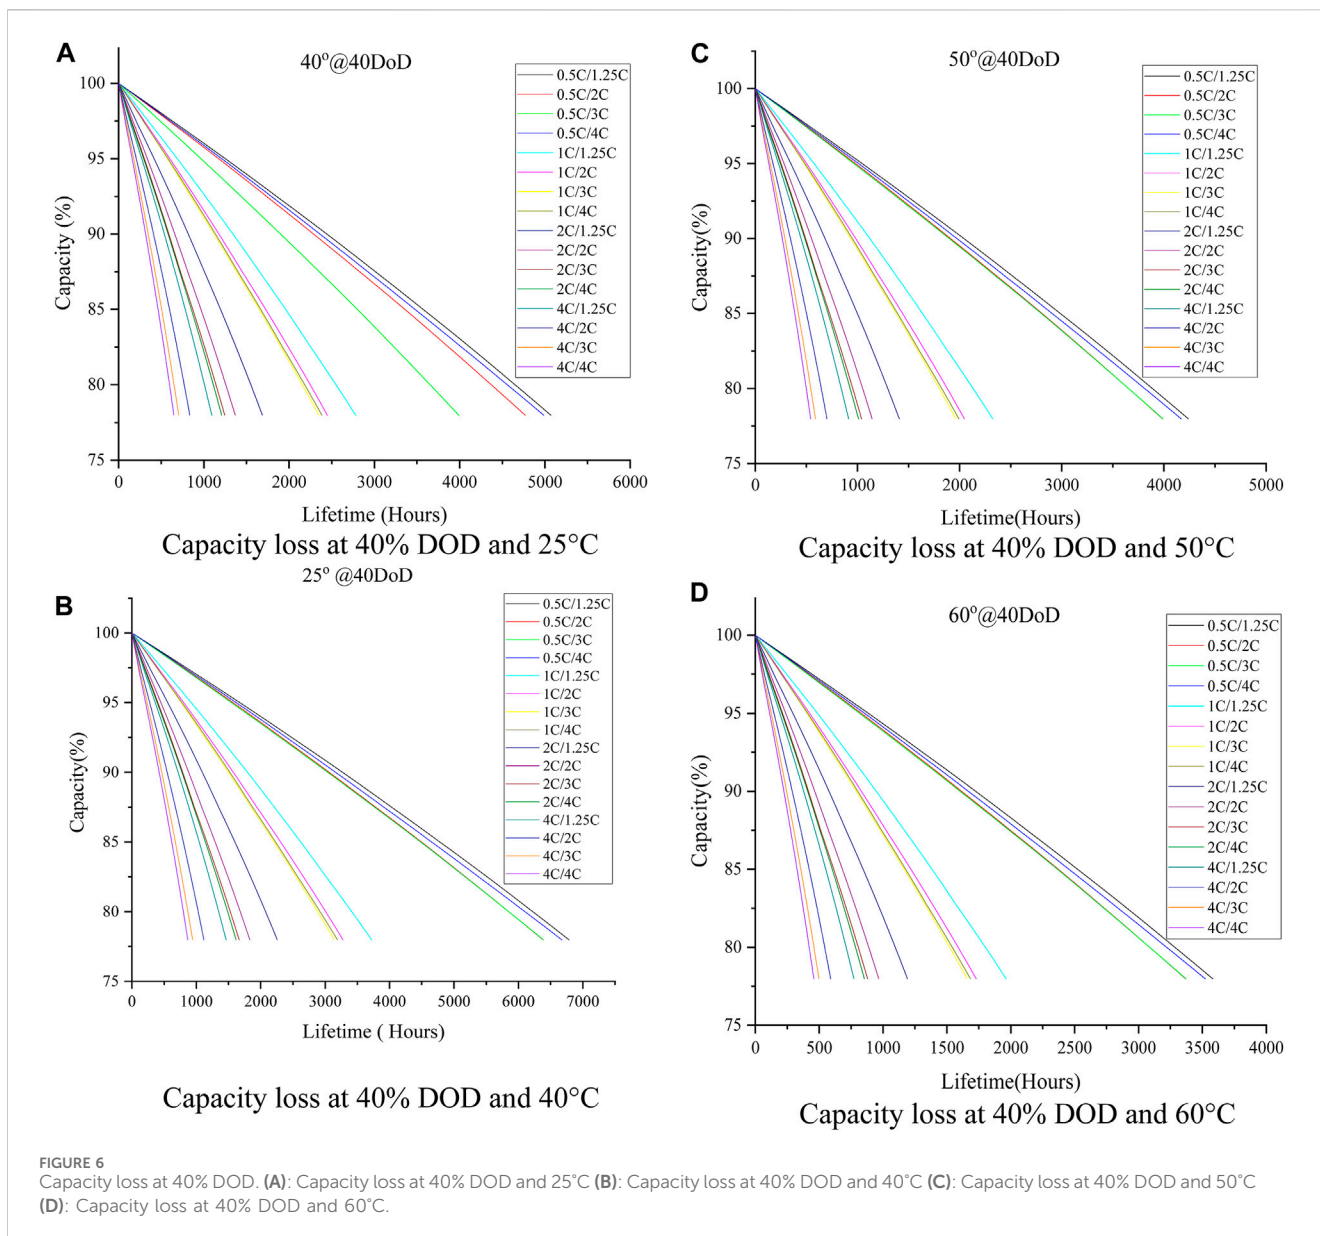 A
40°@40DoD
0.5C/1.25C
0.5C/2C
0.5C/3C
0.5C/4C
1C/1.25C
1C/2C
1C/3C
1C/4C
2C/1.25C
2C/2C
2C/3C
2C/4C
4C/1.25C
4C/2C
4C/3C
4C/4C
Capacity (%)
100
95
90
85
80
75
0 1000 2000 3000 4000 5000 6000
Lifetime (Hours)
Capacity loss at 40% DOD and 25°C
C
50°@40DoD
0.5C/1.25C
0.5C/2C
0.5C/3C
0.5C/4C
1C/1.25C
1C/2C
1C/3C
1C/4C
2C/1.25C
2C/2C
2C/3C
2C/4C
4C/1.25C
4C/2C
4C/3C
4C/4C
Capacity(%)
100
95
90
85
80
75
0 1000 2000 3000 4000 5000
Lifetime(Hours)
Capacity loss at 40% DOD and 50°C
B
25° @40DoD
0.5C/1.25C
0.5C/2C
0.5C/3C
0.5C/4C
1C/1.25C
1C/2C
1C/3C
1C/4C
2C/1.25C
2C/2C
2C/3C
2C/4C
4C/1.25C
4C/2C
4C/3C
4C/4C
Capacity(%)
100
95
90
85
80
75
0 1000 2000 3000 4000 5000 6000 7000
Lifetime ( Hours)
Capacity loss at 40% DOD and 40°C
D
60°@40DoD
0.5C/1.25C
0.5C/2C
0.5C/3C
0.5C/4C
1C/1.25C
1C/2C
1C/3C
1C/4C
2C/1.25C
2C/2C
2C/3C
2C/4C
4C/1.25C
4C/2C
4C/3C
4C/4C
Capacity(%)
100
95
90
85
80
75
0 500 1000 1500 2000 2500 3000 3500 4000
Lifetime(Hours)
Capacity loss at 40% DOD and 60°C
FIGURE 6
Capacity loss at 40% DOD. (A): Capacity loss at 40% DOD and 25°C (B): Capacity loss at 40% DOD and 40°C (C): Capacity loss at 40% DOD and 50°C
(D): Capacity loss at 40% DOD and 60°C.